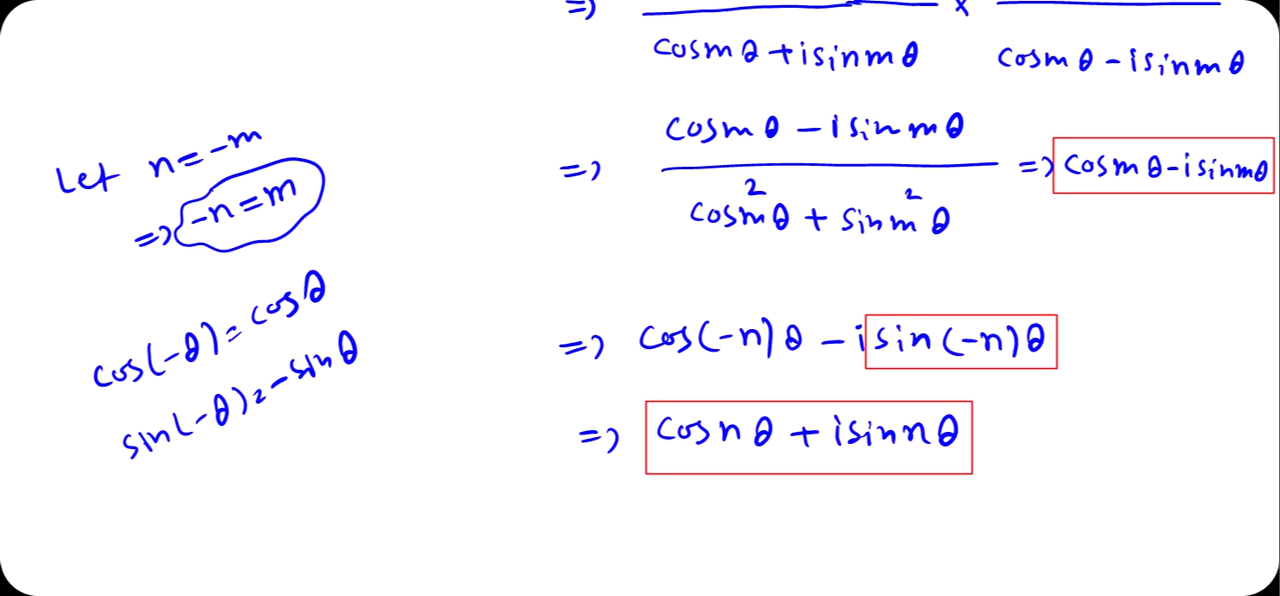 => ×
cosmθ + isinmθ cosmθ - isinmθ
cosmθ - isinmθ
=> => cosmθ - isinmθ
cos²mθ + sin²mθ
Let n = -m
=> -n = m
cos(-θ) = cosθ
sin(-θ) = -sinθ
=> cos(-n)θ - isin(-n)θ
=> cosnθ + isinnθ